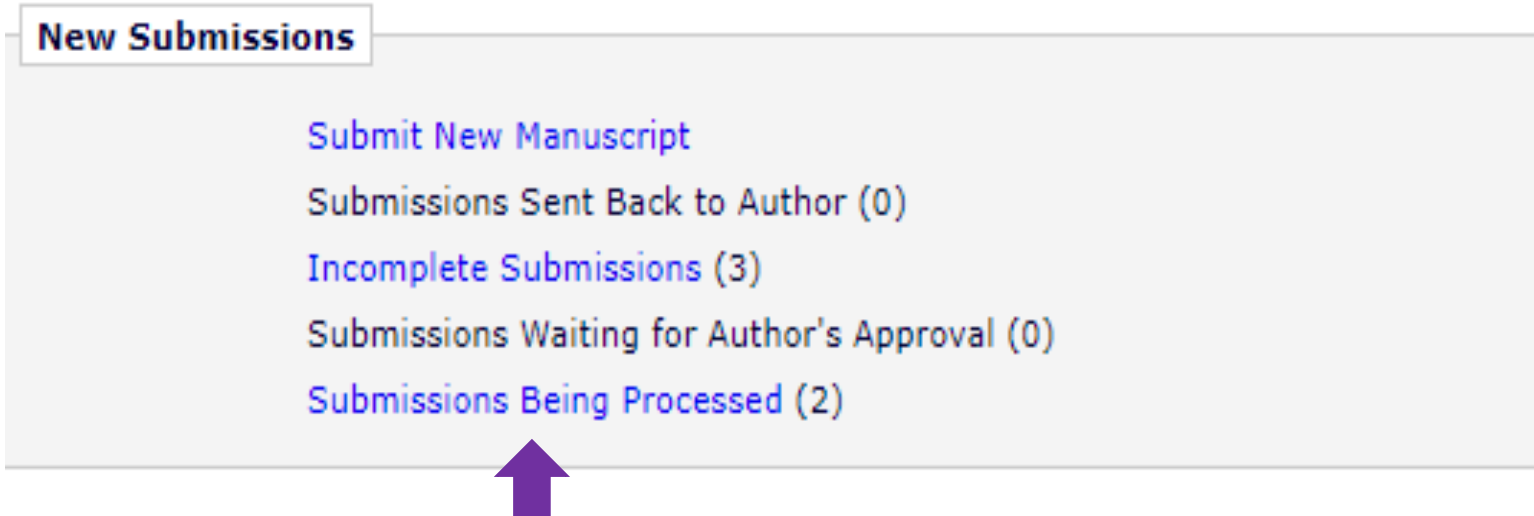 New Submissions
Submit New Manuscript
Submissions Sent Back to Author (0)
Incomplete Submissions (3)
Submissions Waiting for Author's Approval (0)
Submissions Being Processed (2)